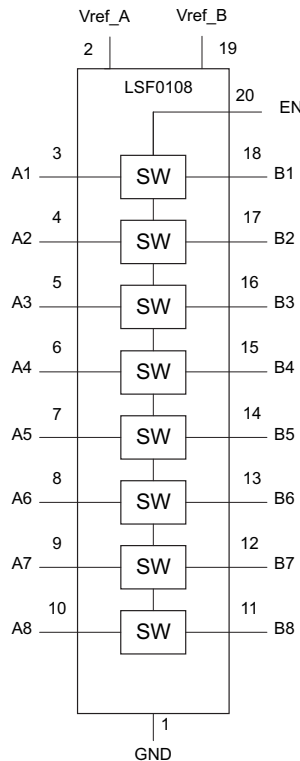 Vref_A Vref_B
2 19
LSF0108
20 EN
3 18
A1 SW B1
4 17
A2 SW B2
5 16
A3 SW B3
6 15
A4 SW B4
7 14
A5 SW B5
8 13
A6 SW B6
9 12
A7 SW B7
10 11
A8 SW B8
1
GND